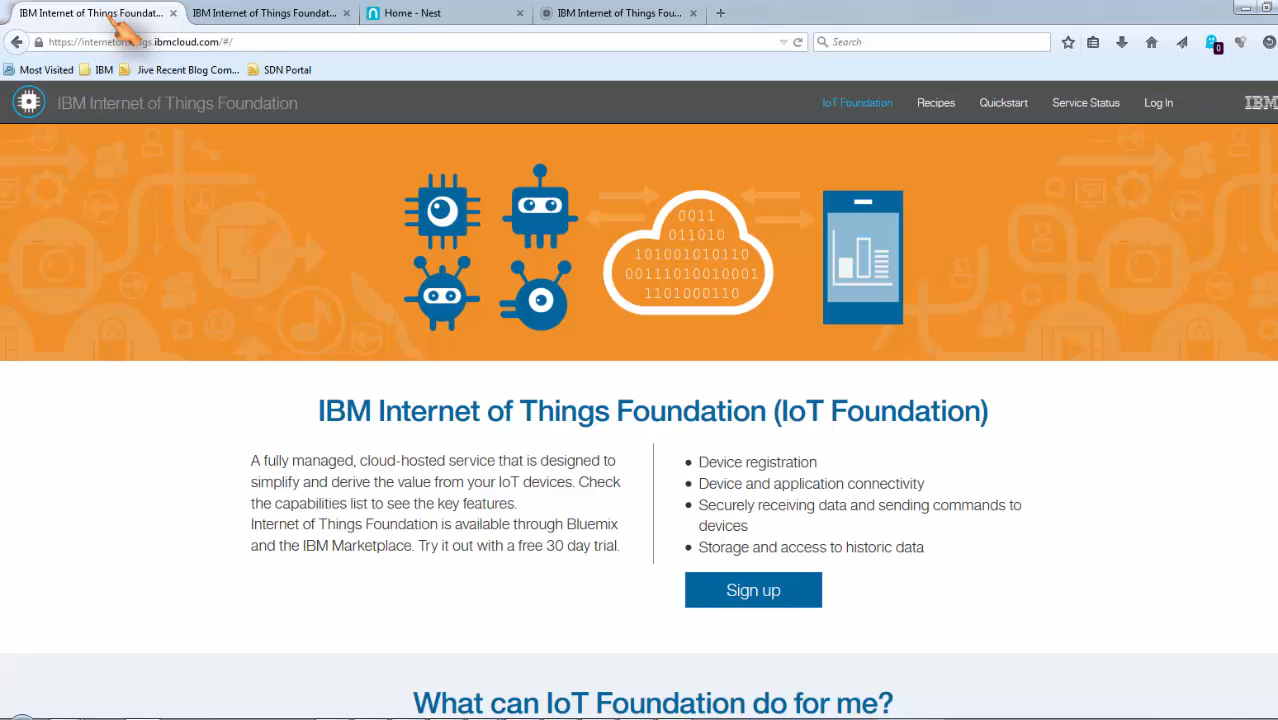 IBM Internet of Things Foundat...
IBM Internet of Things Foundat...
Home - Nest
IBM Internet of Things Fou...
.ibmcloud.com/#/
Search
0
Most Visited
IBM
Jive Recent Blog Com...
SDN Portal
IBM Internet of Things Foundation
IoT Foundation
Recipes
Quickstart
Service Status
Log In
IBM
0011
011010
101001010110
00111010010001
1101000110
IBM Internet of Things Foundation (IoT Foundation)
A fully managed, cloud-hosted service that is designed to
simplify and derive the value from your IoT devices. Check
the capabilities list to see the key features.
Internet of Things Foundation is available through Bluemix
and the IBM Marketplace. Try it out with a free 30 day trial.
• Device registration
• Device and application connectivity
• Securely receiving data and sending commands to
devices
• Storage and access to historic data
Sign up
What can IoT Foundation do for me?